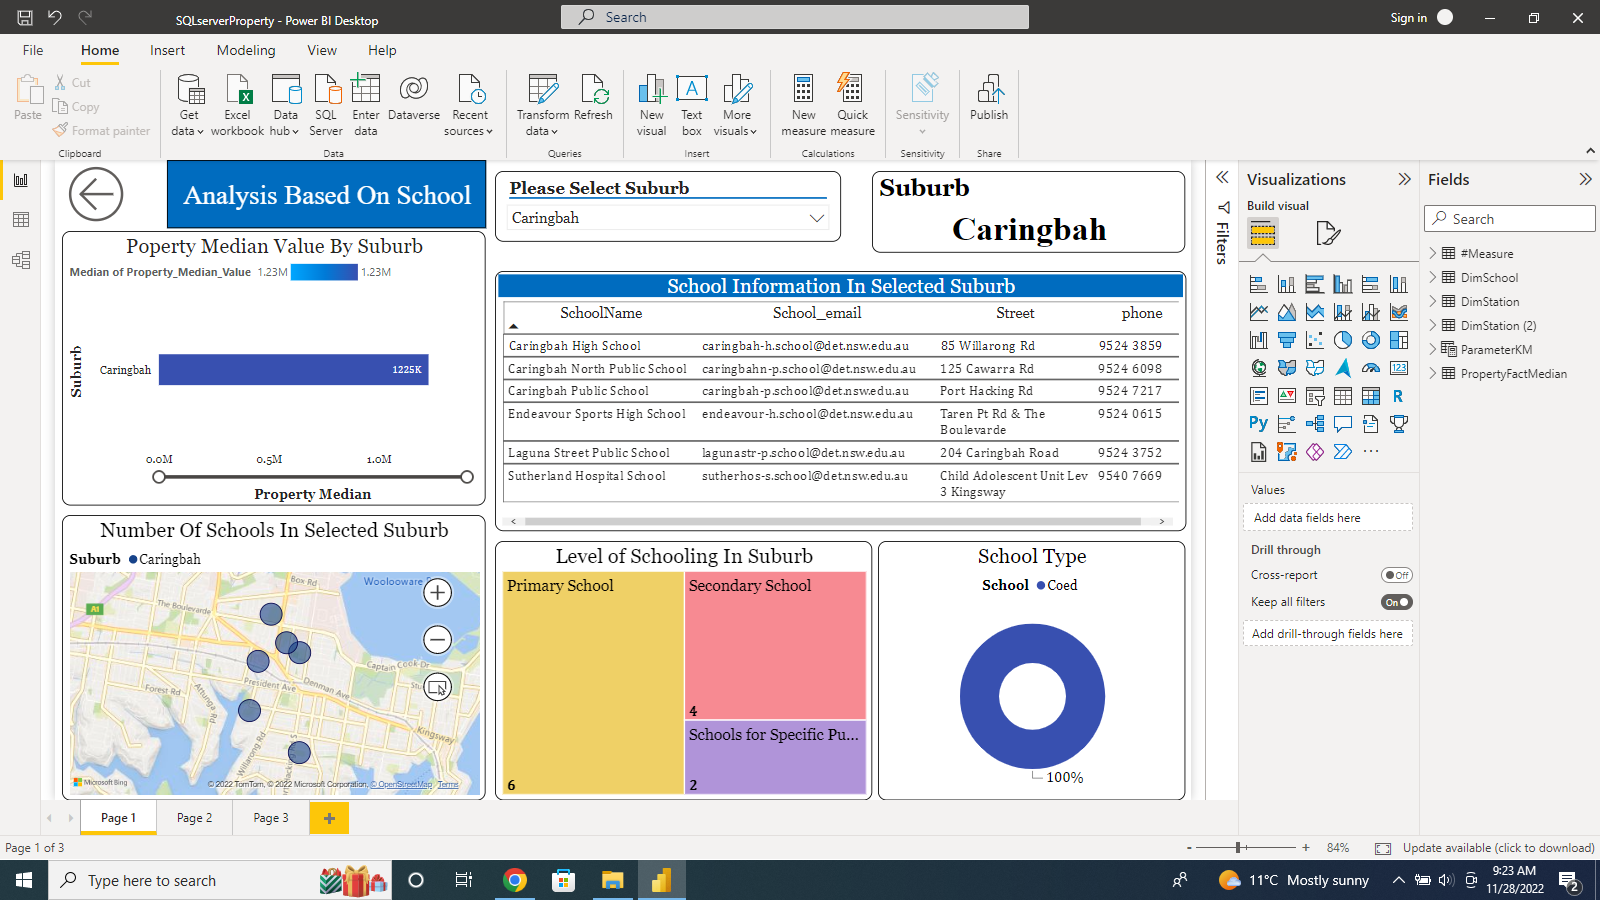 SQLserverProperty - Power BI Desktop
Search
Sign in
File
Home
Insert
Modeling
View
Help
Paste
Cut
Copy
Format painter
Clipboard
Get data
Excel workbook
Data hub
SQL Server
Enter data
Dataverse
Recent sources
Data
Transform data
Refresh
Queries
New visual
Text box
More visuals
Insert
New measure
Quick measure
Calculations
Sensitivity
Sensitivity
Publish
Share
Analysis Based On School
Please Select Suburb
Caringbah
Suburb
Caringbah
Poperty Median Value By Suburb
Median of Property_Median_Value 1.23M 1.23M
Suburb
Caringbah
1225K
0.0M 0.5M 1.0M
Property Median
School Information In Selected Suburb
SchoolName School_email Street phone
Caringbah High School caringbah-h.school@det.nsw.edu.au 85 Willarong Rd 9524 3859
Caringbah North Public School caringbahn-p.school@det.nsw.edu.au 125 Cawarra Rd 9524 6098
Caringbah Public School caringbah-p.school@det.nsw.edu.au Port Hacking Rd 9524 7217
Endeavour Sports High School endeavour-h.school@det.nsw.edu.au Taren Pt Rd & The 9524 0615
Boulevarde
Laguna Street Public School lagunastr-p.school@det.nsw.edu.au 204 Caringbah Road 9524 3752
Sutherland Hospital School sutherhos-s.school@det.nsw.edu.au Child Adolescent Unit Lev 9540 7669
3 Kingsway
Number Of Schools In Selected Suburb
Suburb Caringbah
Box Rd
Woolooware
A1
The Boulevarde
Captain Cook Dr
President Ave
Denman Ave
Forest Rd
Attunga Rd
Kingsway
Willarong Rd
Microsoft Bing
© 2022 TomTom, © 2022 Microsoft Corporation, © OpenStreetMap Terms
Level of Schooling In Suburb
Primary School
6
Secondary School
4
Schools for Specific Pu...
2
School Type
School Coed
100%
Filters
Visualizations
Build visual
123
R
Py
...
Values
Add data fields here
Drill through
Cross-report
Off
Keep all filters
On
Add drill-through fields here
Fields
Search
#Measure
DimSchool
DimStation
DimStation (2)
ParameterKM
PropertyFactMedian
Page 1
Page 2
Page 3
+
Page 1 of 3
- + 84%
Update available (click to download)
Type here to search
11°C Mostly sunny
9:23 AM
11/28/2022
2